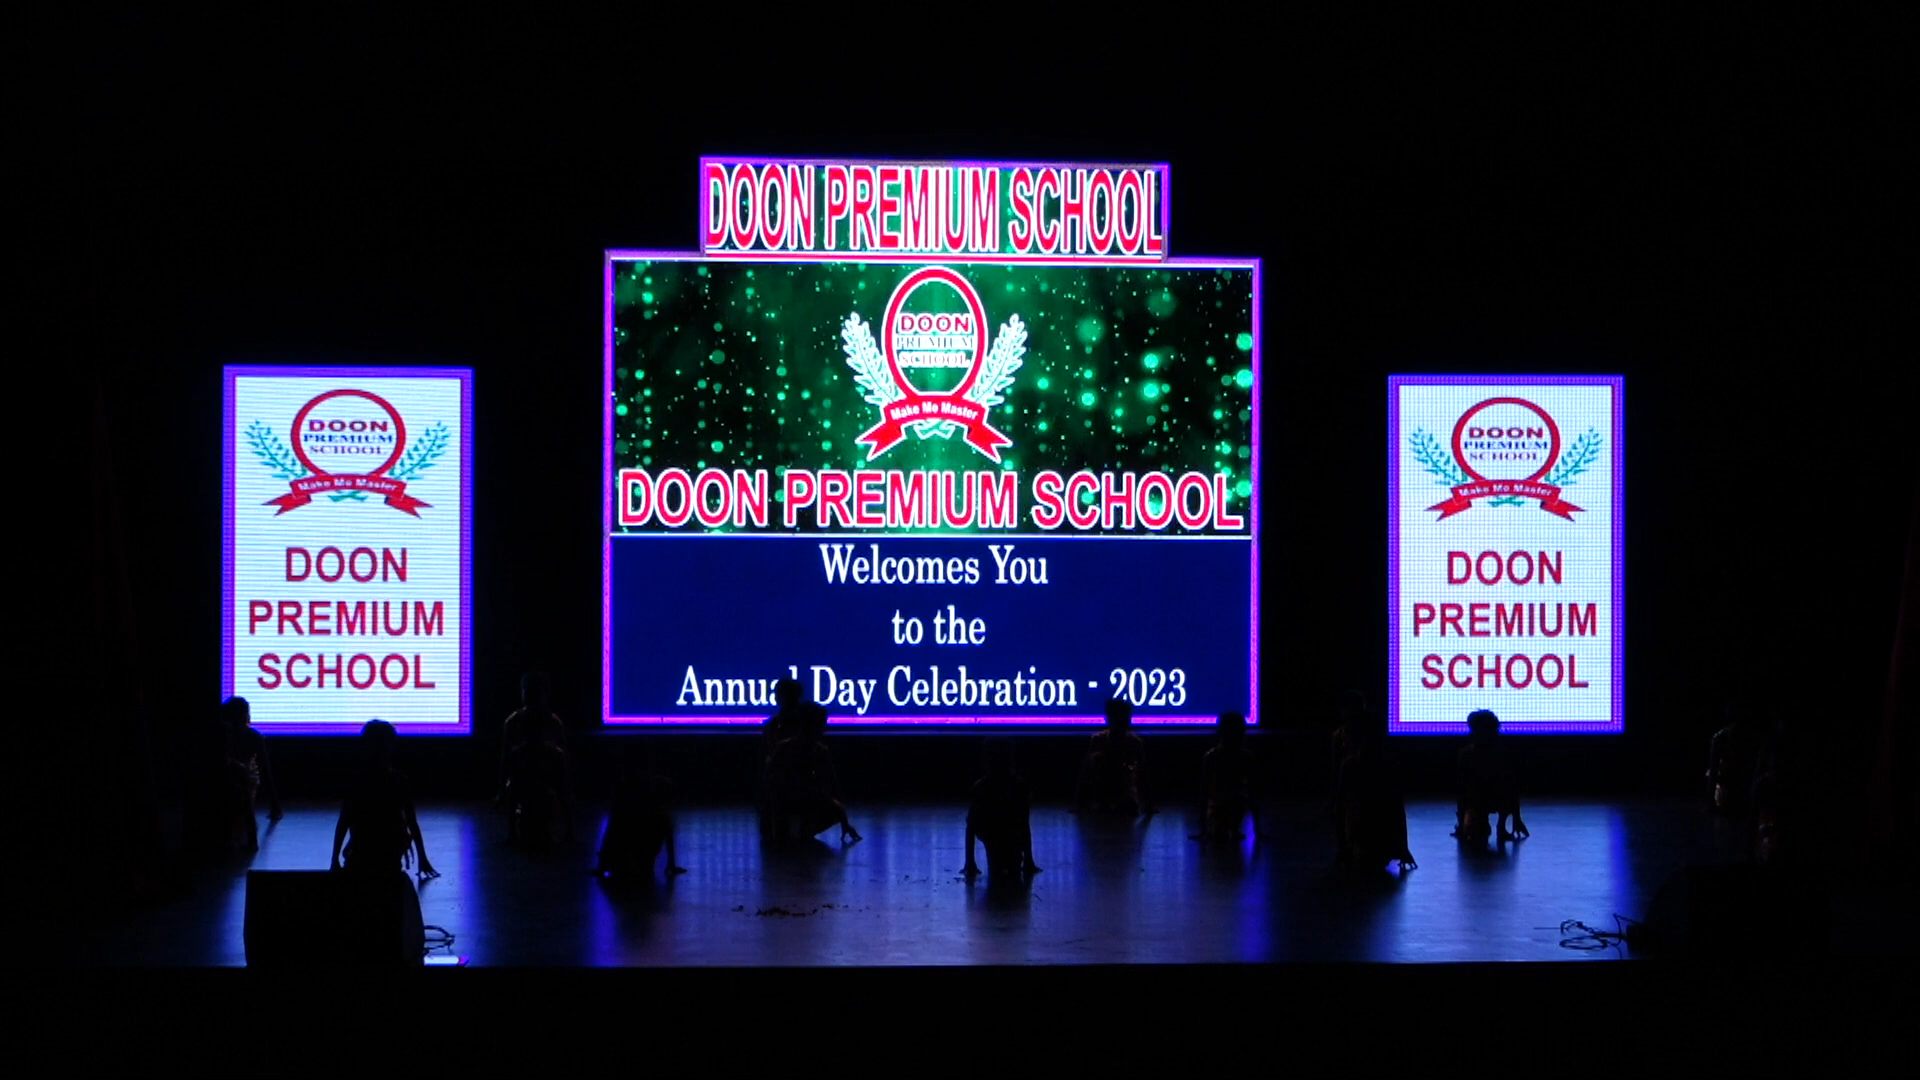 DOON PREMIUM SCHOOL
DOON
PREMIUM
SCHOOL
Make Me Master
DOON PREMIUM SCHOOL
Welcomes You
to the
Annual Day Celebration - 2023
DOON
PREMIUM
SCHOOL
Make Me Master
DOON
PREMIUM
SCHOOL
DOON
PREMIUM
SCHOOL
Make Me Master
DOON
PREMIUM
SCHOOL